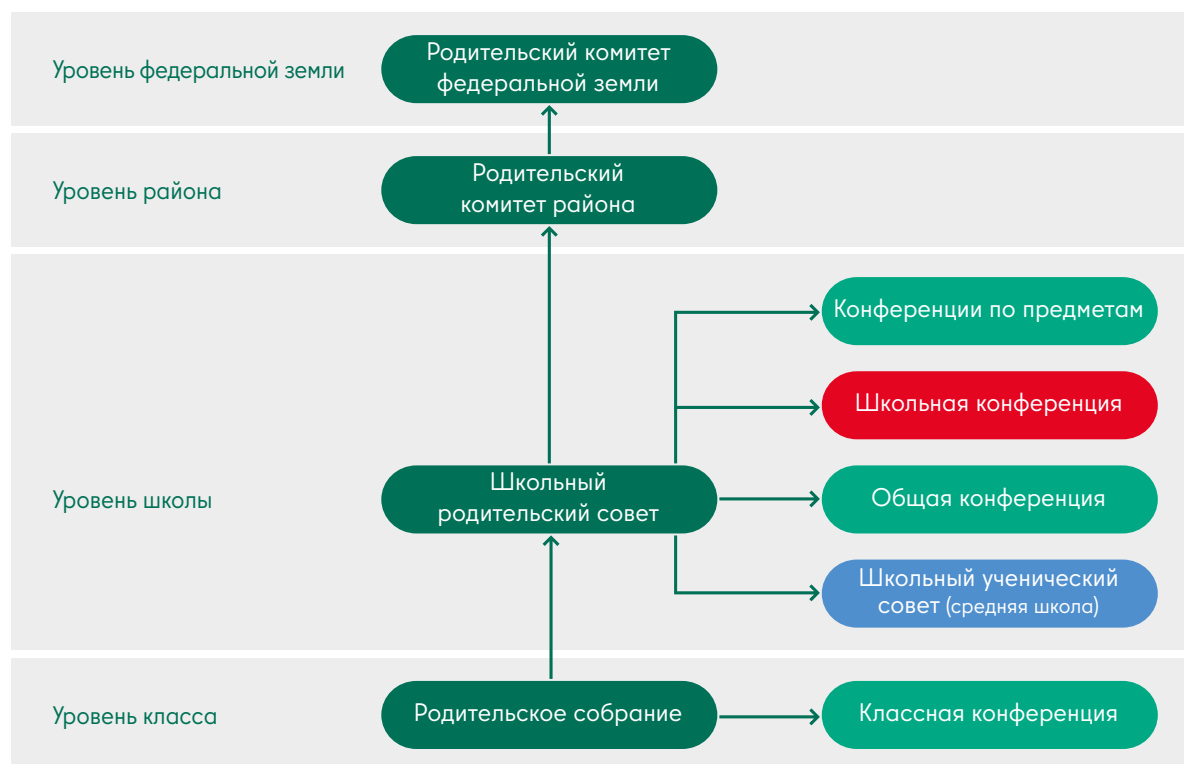 Уровень федеральной земли
Родительский комитет
федеральной земли
Уровень района
Родительский
комитет района
Конференции по предметам
Школьная конференция
Уровень школы
Школьный
родительский совет
Общая конференция
Школьный ученический
совет (средняя школа)
Уровень класса
Родительское собрание
Классная конференция